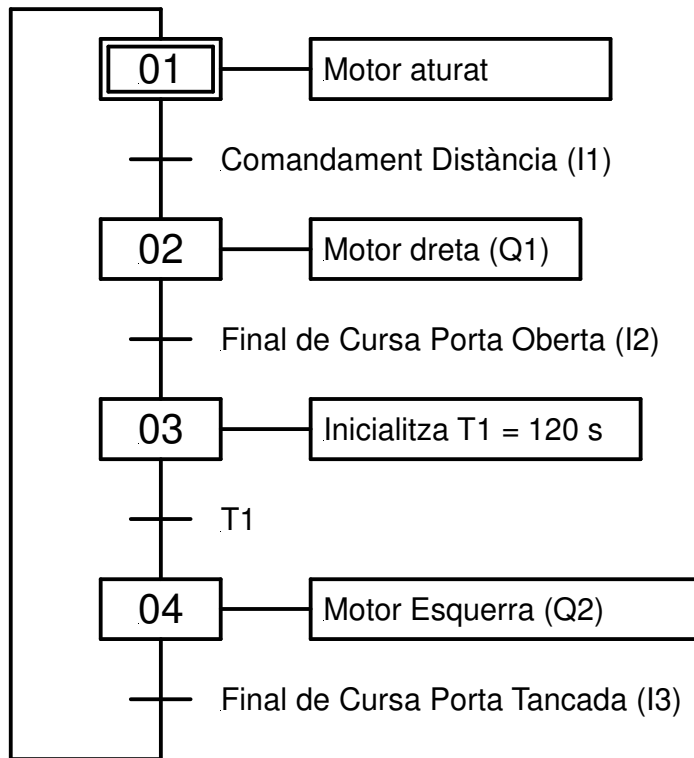 01
Motor aturat
Comandament Distància (I1)
02
Motor dreta (Q1)
Final de Cursa Porta Oberta (I2)
03
Inicialitza T1 = 120 s
T1
04
Motor Esquerra (Q2)
Final de Cursa Porta Tancada (I3)